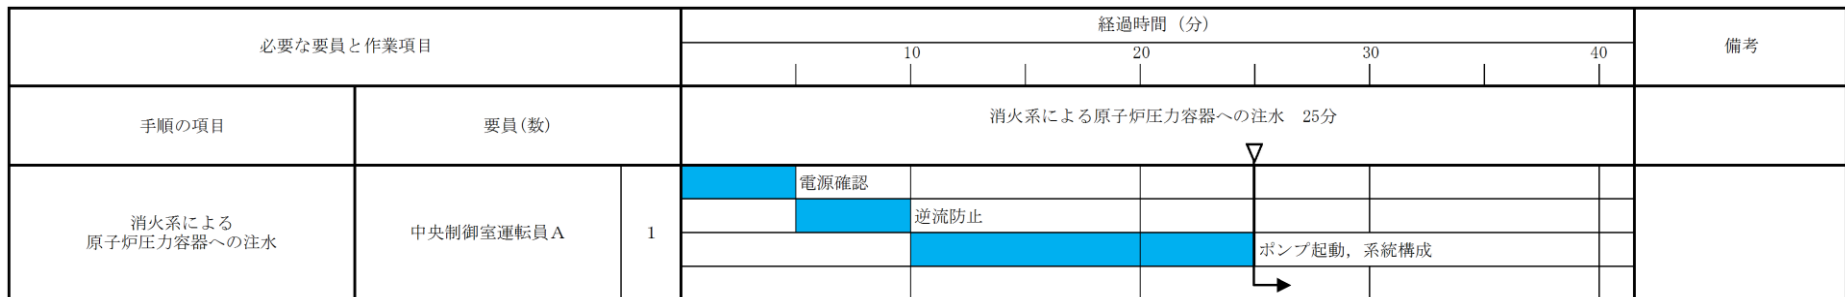 必要な要員と作業項目
経過時間（分）
備考
10
20
30
40
手順の項目
要員(数)
消火系による原子炉圧力容器への注水　25分
消火系による
原子炉圧力容器への注水
中央制御室運転員Ａ
1
電源確認
逆流防止
ポンプ起動，系統構成